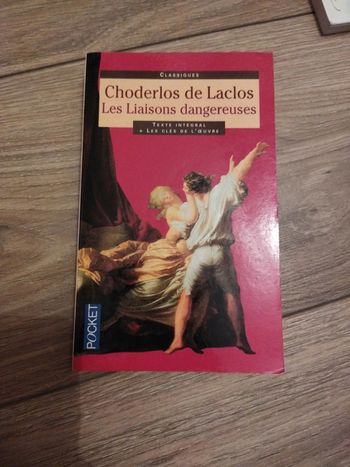 Classiques
Choderlos de Laclos
Les Liaisons dangereuses
Texte intégral
+ Les clés de l'œuvre
POCKET